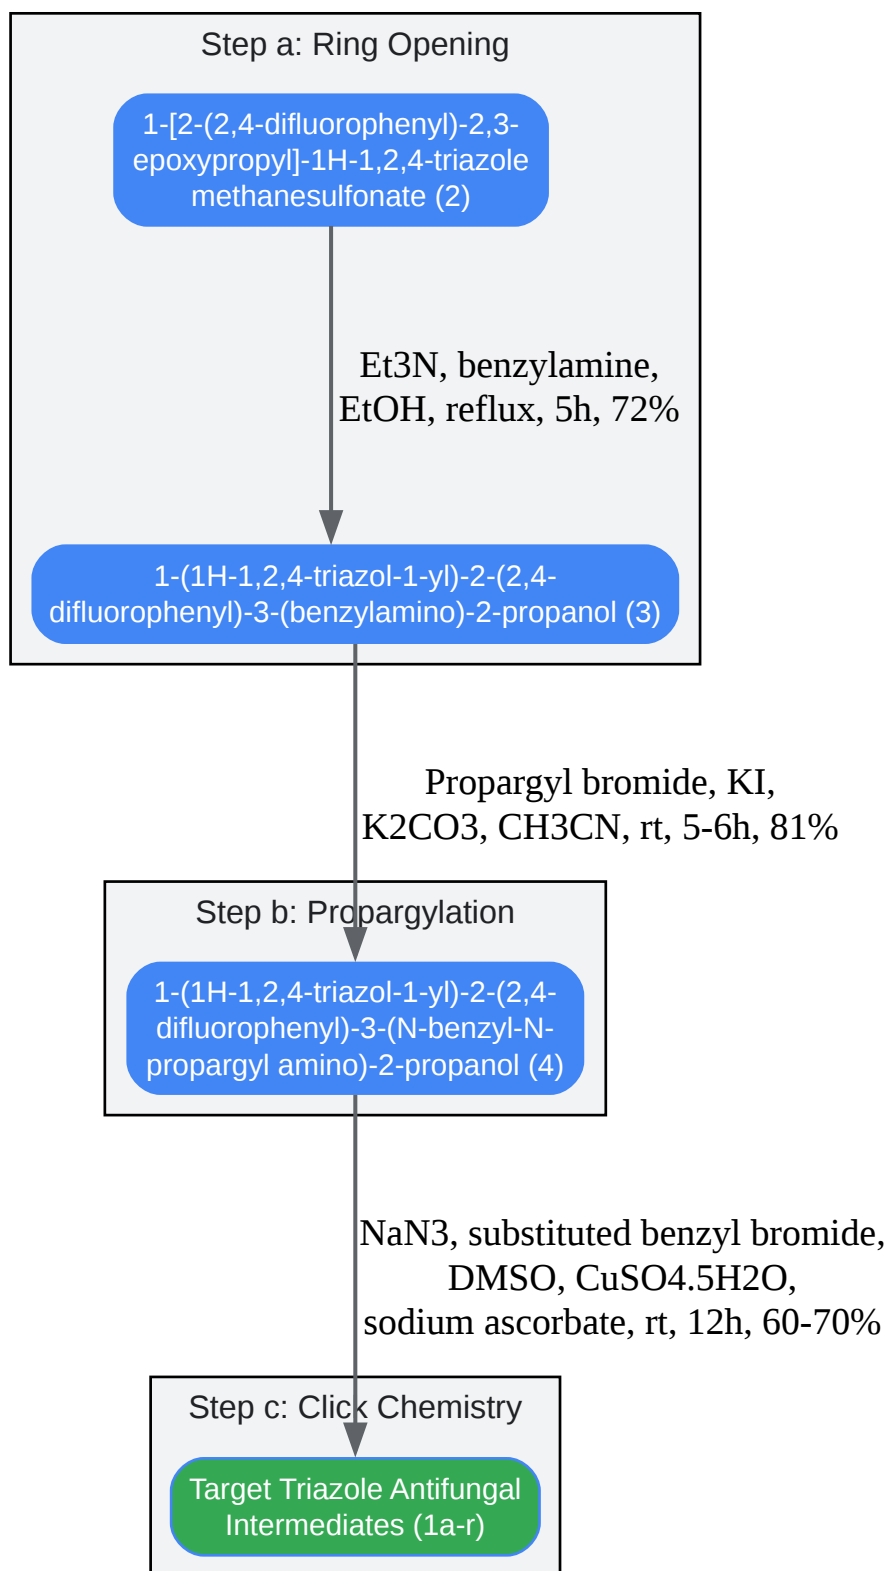 Step a: Ring Opening
1-[2-(2,4-difluorophenyl)-2,3-
epoxypropyl]-1H-1,2,4-triazole
methanesulfonate (2)
Et3N, benzylamine,
EtOH, reflux, 5h, 72%
1-(1H-1,2,4-triazol-1-yl)-2-(2,4-
difluorophenyl)-3-(benzylamino)-2-propanol (3)
Propargyl bromide, KI,
K2CO3, CH3CN, rt, 5-6h, 81%
Step b: Propargylation
1-(1H-1,2,4-triazol-1-yl)-2-(2,4-
difluorophenyl)-3-(N-benzyl-N-
propargyl amino)-2-propanol (4)
NaN3, substituted benzyl bromide,
DMSO, CuSO4.5H2O,
sodium ascorbate, rt, 12h, 60-70%
Step c: Click Chemistry
Target Triazole Antifungal
Intermediates (1a-r)